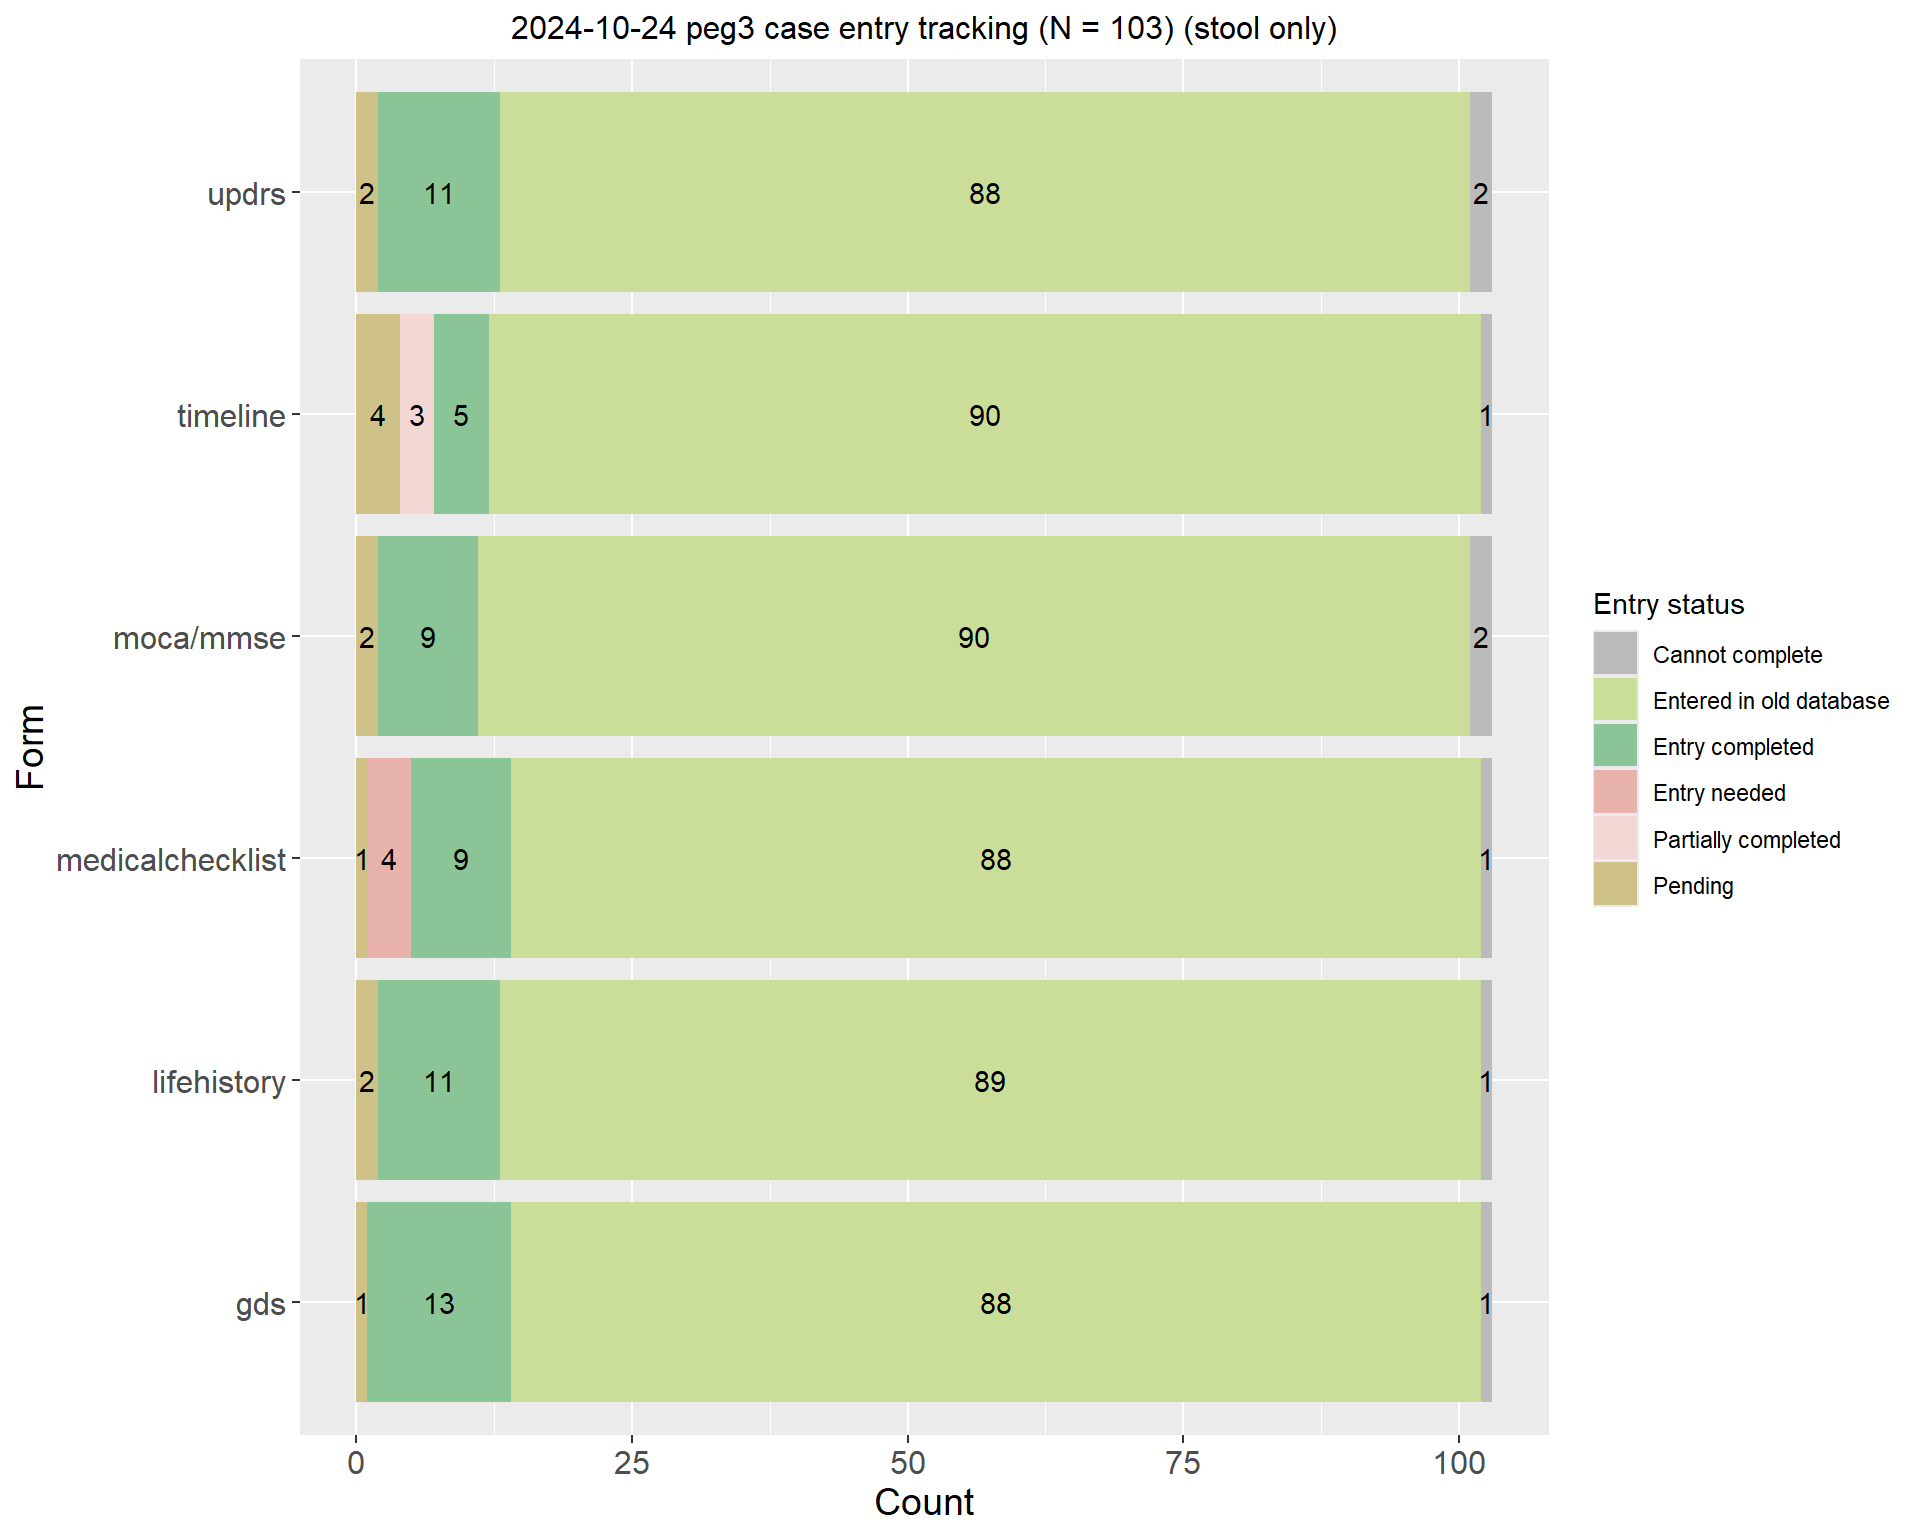 2024-10-24 peg3 case entry tracking (N = 103) (stool only)
updrs
2 11 88 2
timeline
4 3 5 90 1
moca/mmse
2 9 90 2
medicalchecklist
1 4 9 88 1
lifehistory
2 11 89 1
gds
1 13 88 1
Form
0 25 50 75 100
Count
Entry status
Cannot complete
Entered in old database
Entry completed
Entry needed
Partially completed
Pending